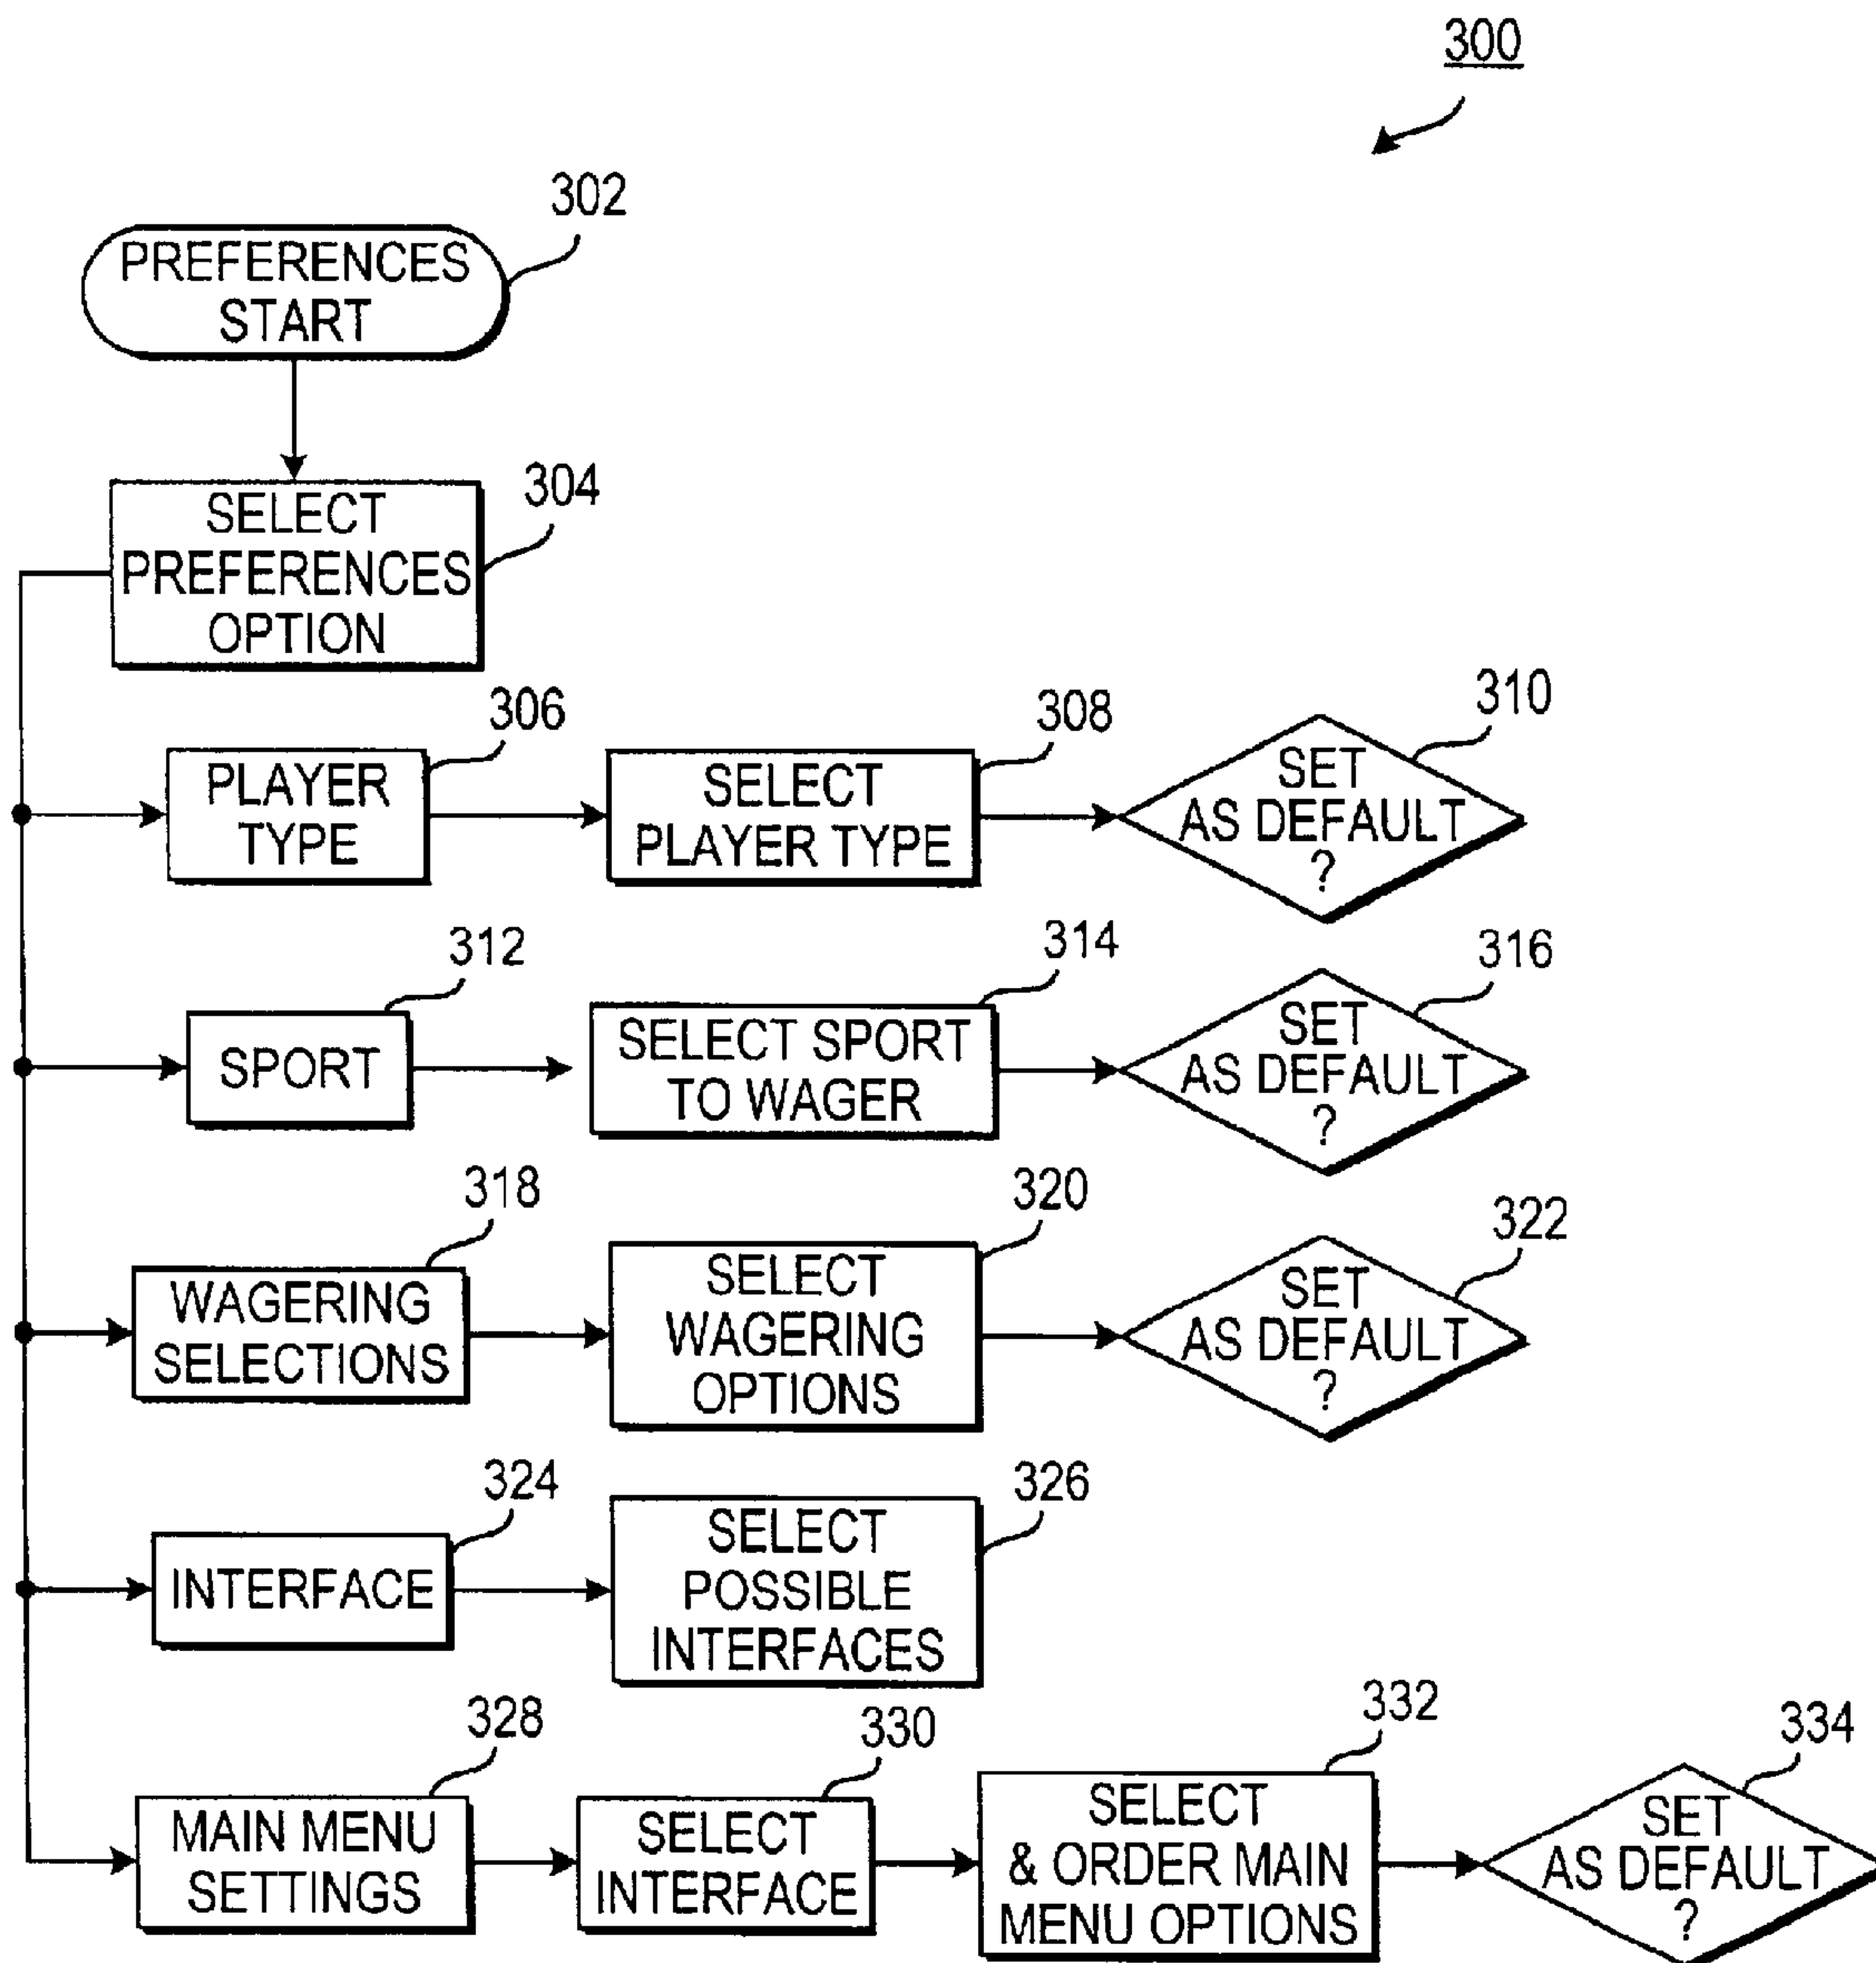 300
302
PREFERENCES
START
304
SELECT
PREFERENCES
OPTION
306
PLAYER
TYPE
308
SELECT
PLAYER TYPE
310
SET
AS DEFAULT
?
312
SPORT
314
SELECT SPORT
TO WAGER
316
SET
AS DEFAULT
?
318
WAGERING
SELECTIONS
320
SELECT
WAGERING
OPTIONS
322
SET
AS DEFAULT
?
324
INTERFACE
326
SELECT
POSSIBLE
INTERFACES
328
MAIN MENU
SETTINGS
330
SELECT
INTERFACE
332
SELECT
& ORDER MAIN
MENU OPTIONS
334
SET
AS DEFAULT
?